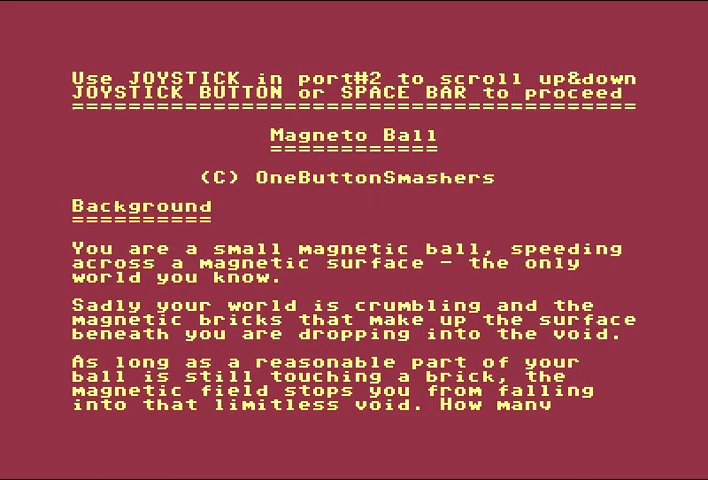 Use JOYSTICK in port#2 to scroll up&down
JOYSTICK BUTTON or SPACE BAR to proceed
========================================
Magneto Ball
============
(C) OneButtonSmashers
Background
==========
You are a small magnetic ball, speeding
across a magnetic surface - the only
world you know.
Sadly your world is crumbling and the
magnetic bricks that make up the surface
beneath you are dropping into the void.
As long as a reasonable part of your
ball is still touching a brick, the
magnetic field stops you from falling
into that limitless void. How many